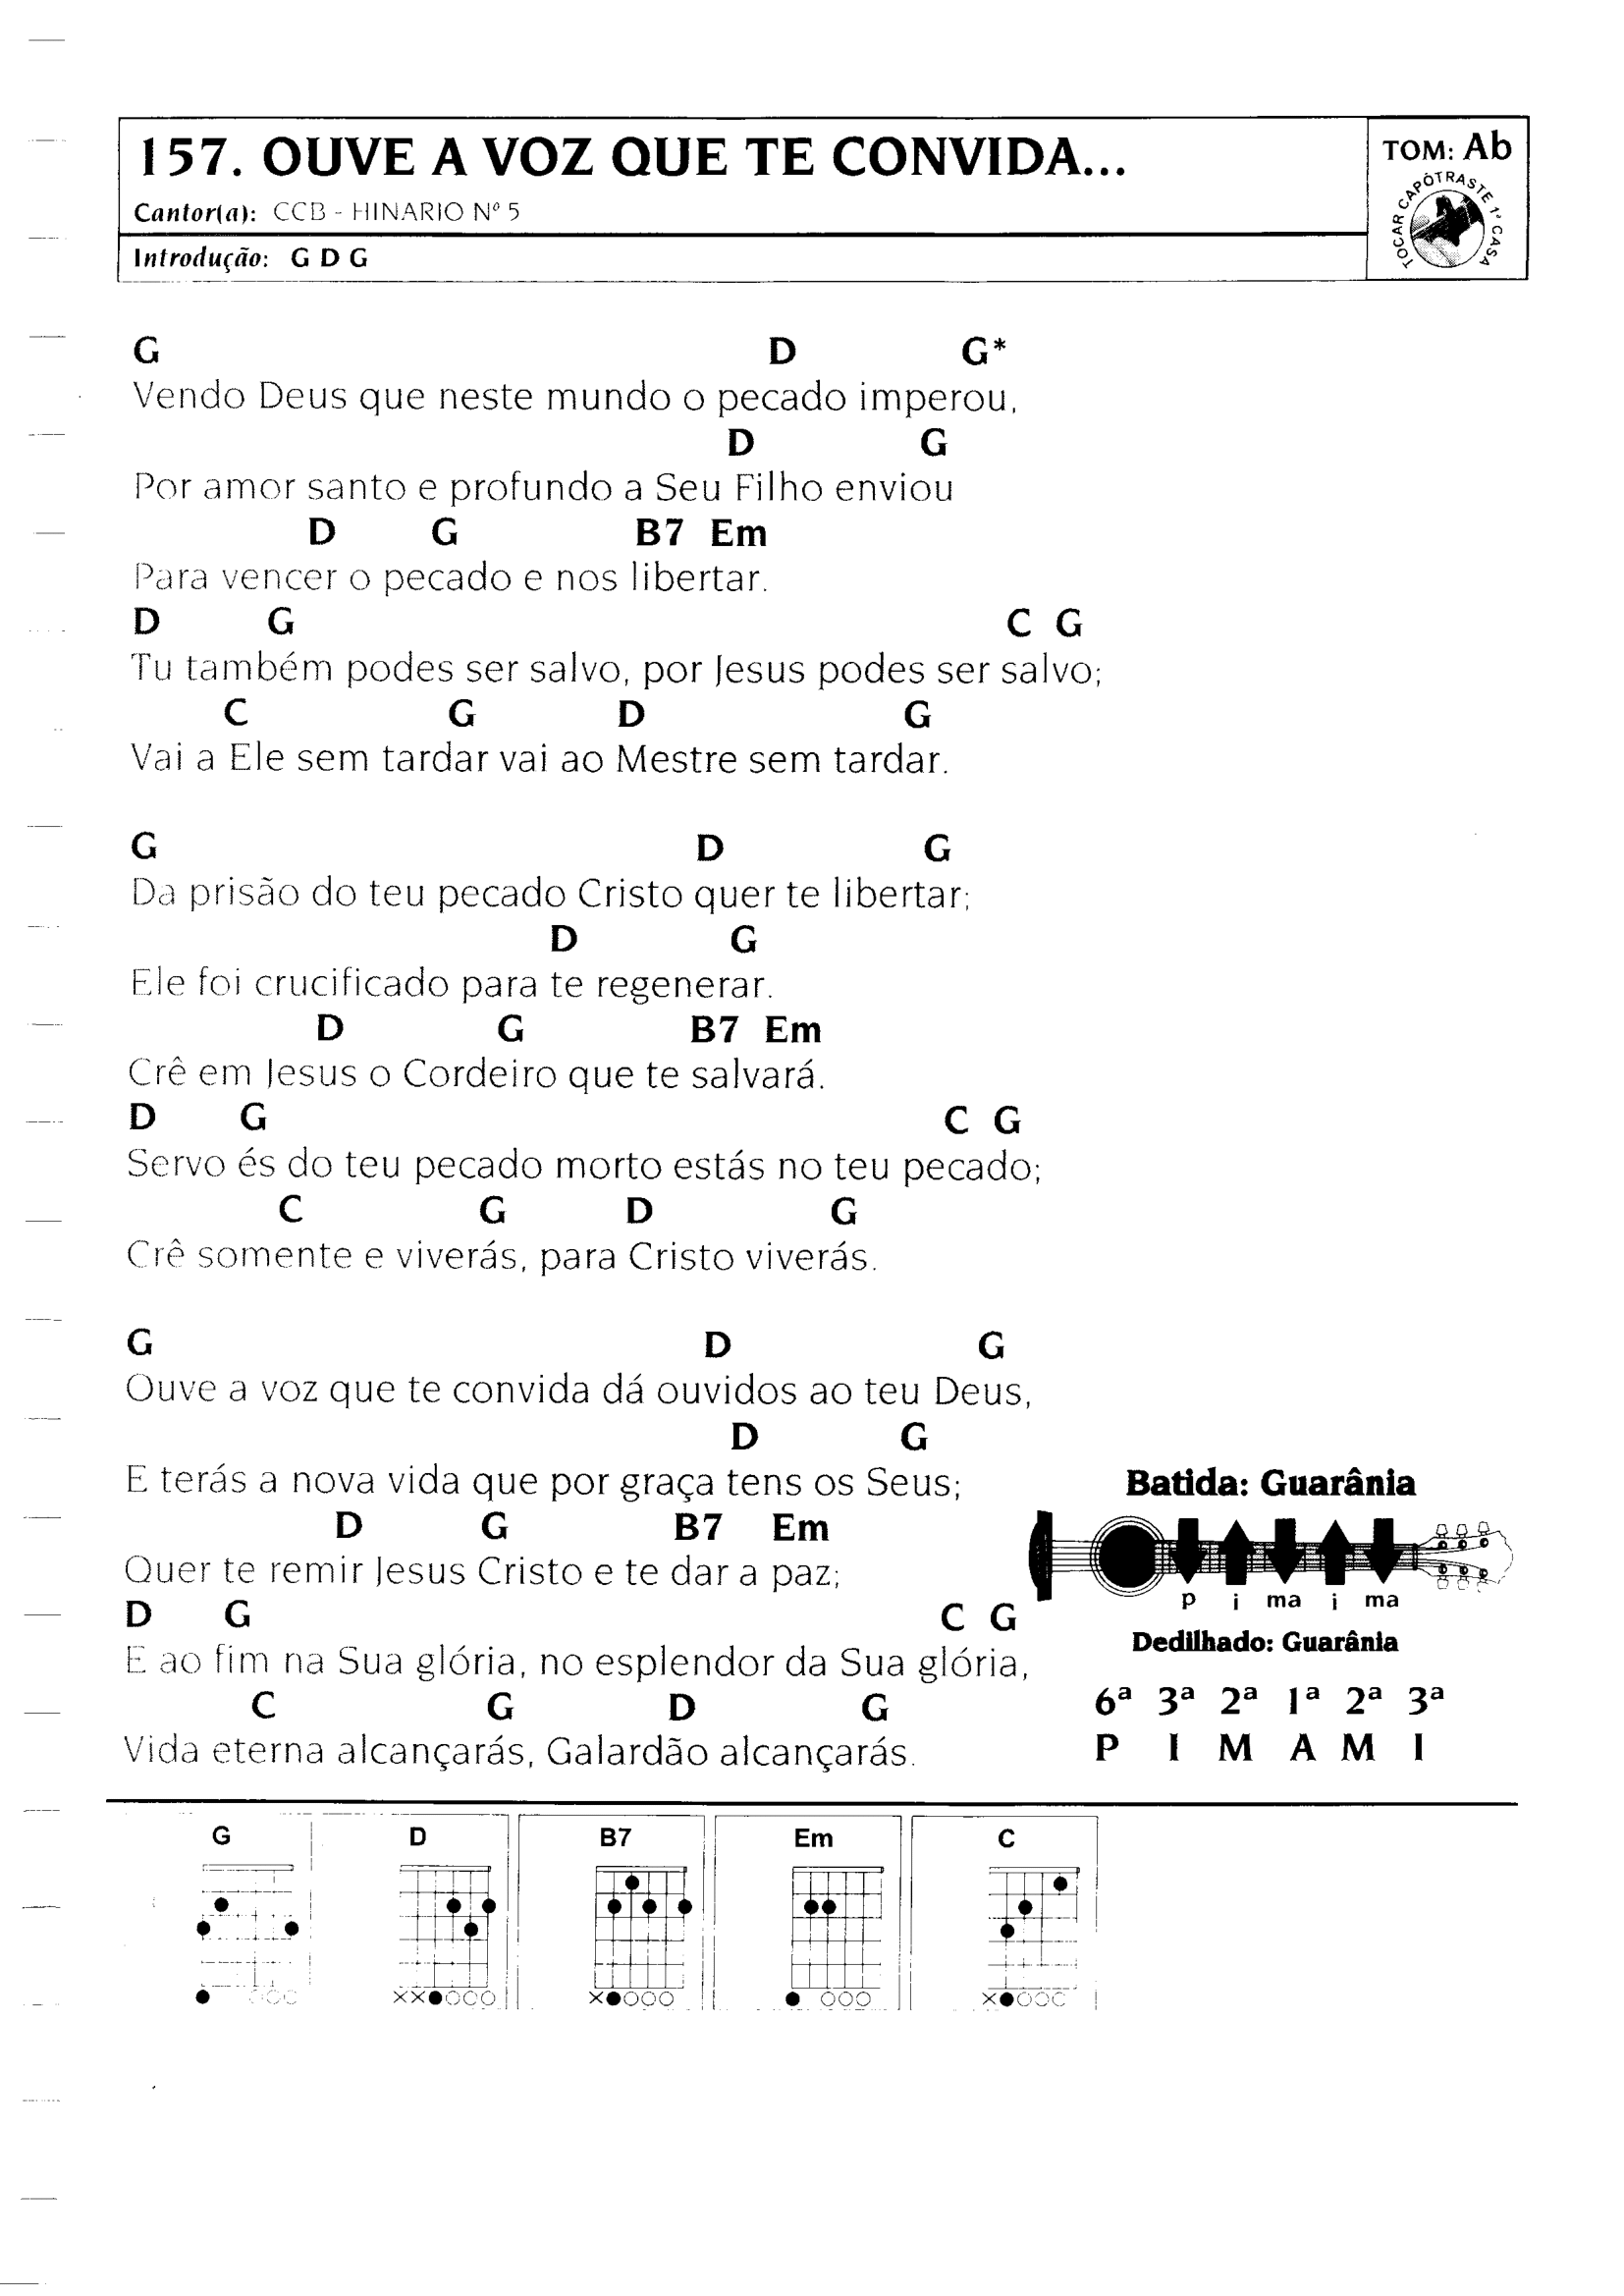 157. OUVE A VOZ QUE TE CONVIDA...
Cantor(a): CCB - HINARIO Nº 5
Introdução: G D G
TOM: Ab
TOCAR CAPÔTRASTE 1ª CASA
G D G*
Vendo Deus que neste mundo o pecado imperou,
D G
Por amor santo e profundo a Seu Filho enviou
D G B7 Em
Para vencer o pecado e nos libertar.
D G C G
Tu também podes ser salvo, por Jesus podes ser salvo;
C G D G
Vai a Ele sem tardar vai ao Mestre sem tardar.
G D G
Da prisão do teu pecado Cristo quer te libertar;
D G
Ele foi crucificado para te regenerar.
D G B7 Em
Crê em Jesus o Cordeiro que te salvará.
D G C G
Servo és do teu pecado morto estás no teu pecado;
C G D G
Crê somente e viverás, para Cristo viverás.
G D G
Ouve a voz que te convida dá ouvidos ao teu Deus,
D G
E terás a nova vida que por graça tens os Seus;
D G B7 Em
Quer te remir Jesus Cristo e te dar a paz;
D G C G
E ao fim na Sua glória, no esplendor da Sua glória,
C G D G
Vida eterna alcançarás, Galardão alcançarás.
Batida: Guarânia
p i ma i ma
Dedilhado: Guarânia
6ª 3ª 2ª 1ª 2ª 3ª
P I M A M I
G D B7 Em C